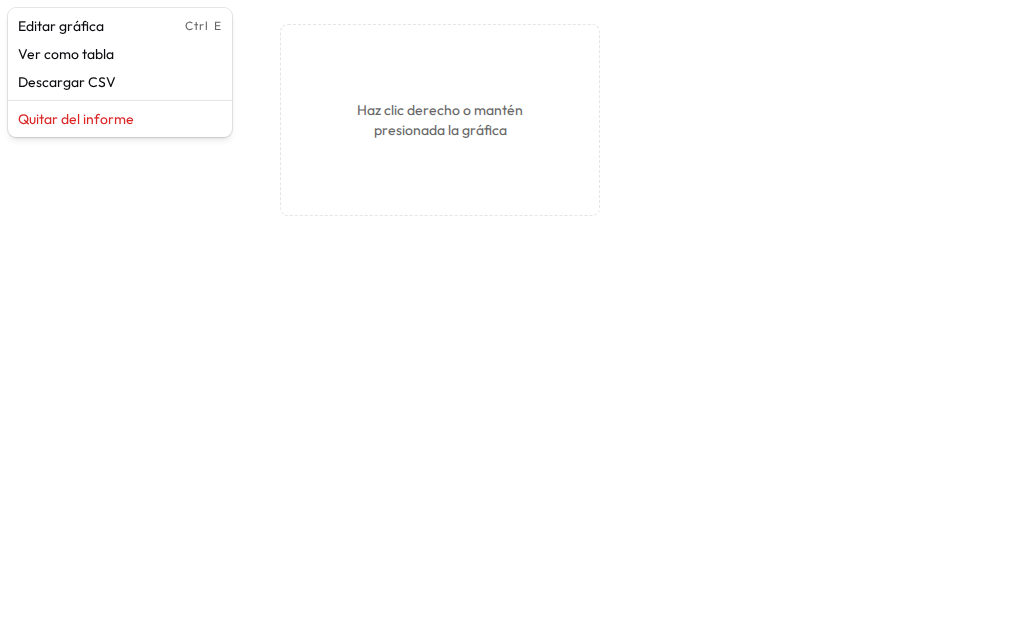 Editar gráfica Ctrl E
Ver como tabla
Descargar CSV
Quitar del informe
Haz clic derecho o mantén
presionada la gráfica